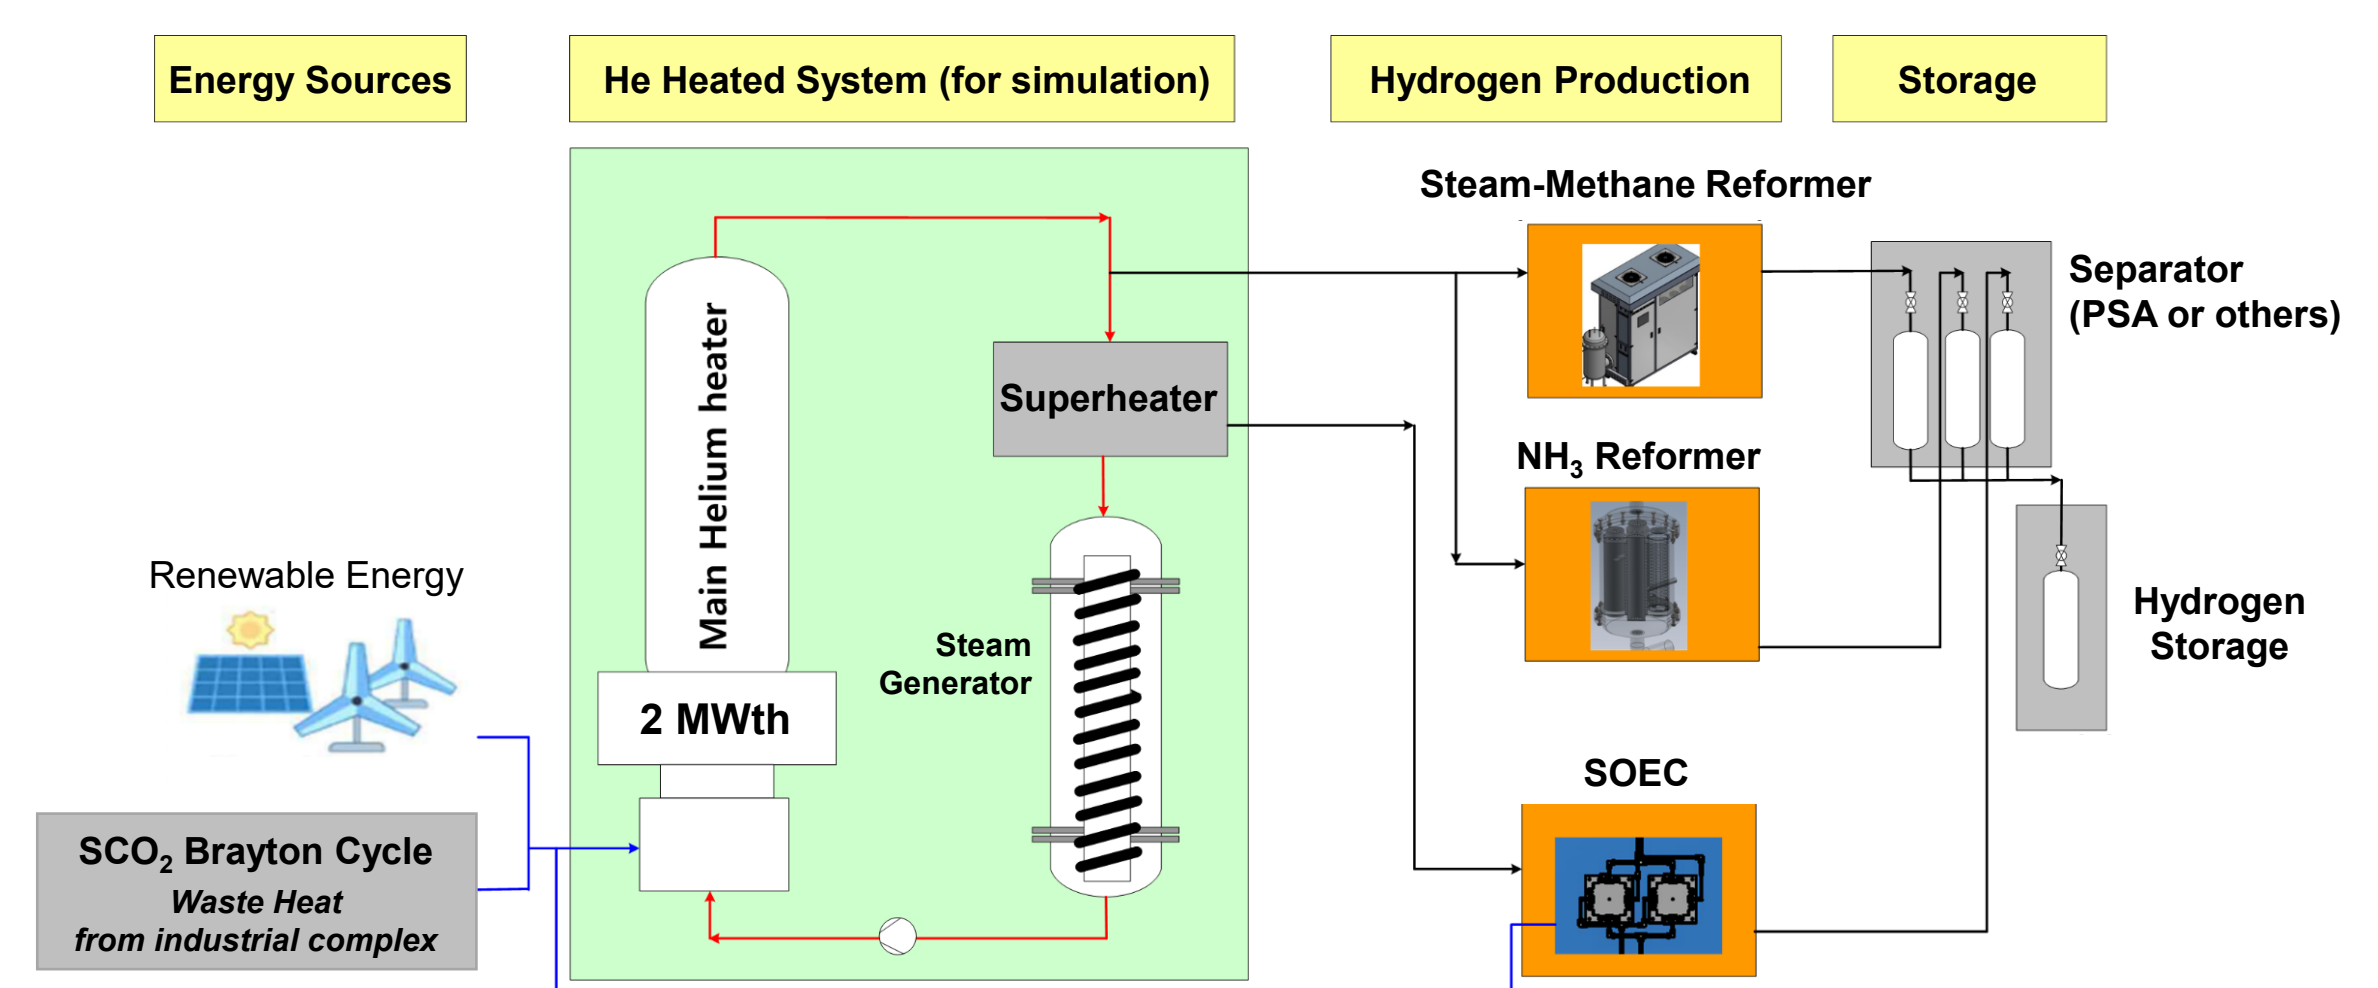 Energy Sources
He Heated System (for simulation)
Hydrogen Production
Storage
Steam-Methane Reformer
Separator
(PSA or others)
Main Helium heater
Superheater
NH₃ Reformer
Renewable Energy
Steam
Generator
Hydrogen
Storage
2 MWth
SOEC
SCO₂ Brayton Cycle
Waste Heat
from industrial complex